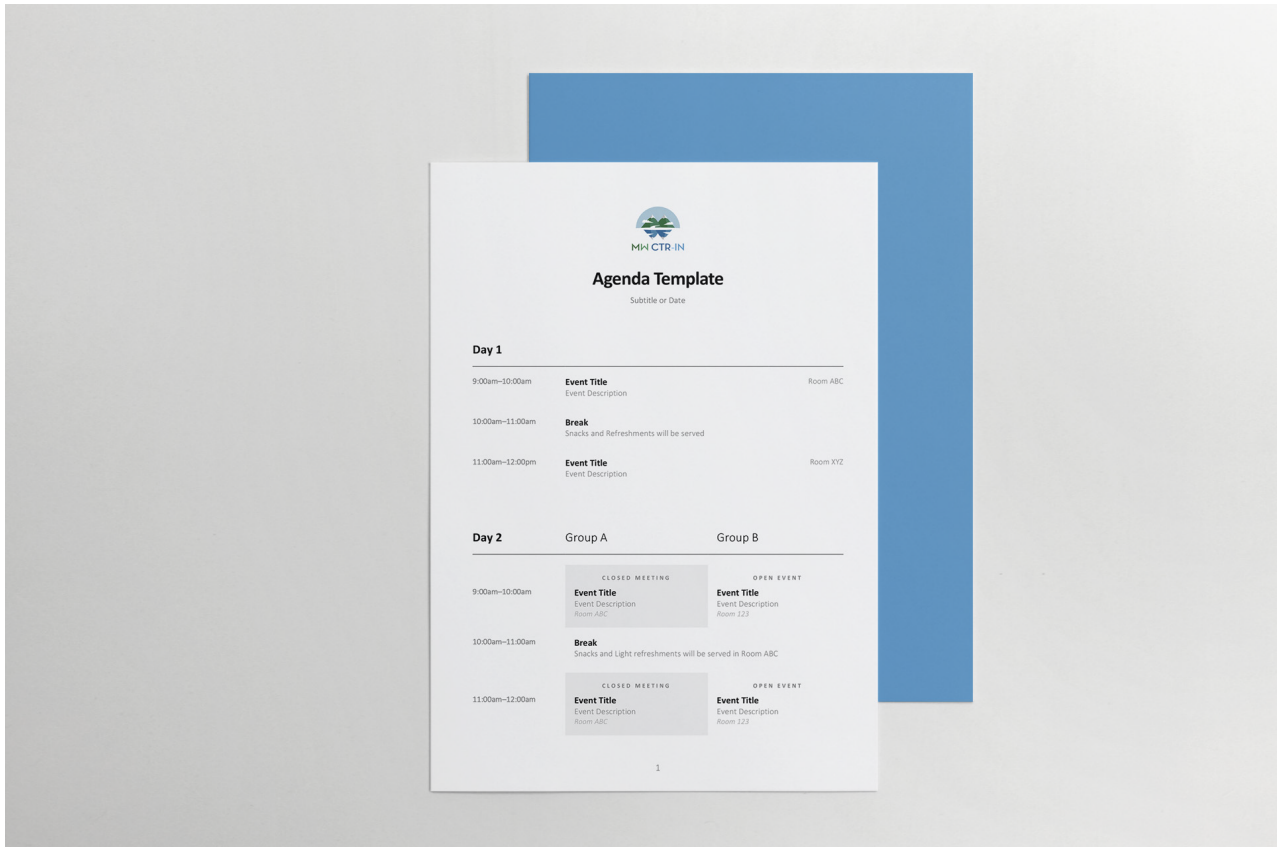 MW CTR-IN
Agenda Template
Subtitle or Date
Day 1
9:00am–10:00am Event Title Room ABC
Event Description
10:00am–11:00am Break
Snacks and Refreshments will be served
11:00am–12:00pm Event Title Room XYZ
Event Description
Day 2 Group A Group B
CLOSED MEETING OPEN EVENT
9:00am–10:00am Event Title Event Title
Event Description Event Description
Room ABC Room 123
10:00am–11:00am Break
Snacks and Light refreshments will be served in Room ABC
CLOSED MEETING OPEN EVENT
11:00am–12:00am Event Title Event Title
Event Description Event Description
Room ABC Room 123
1